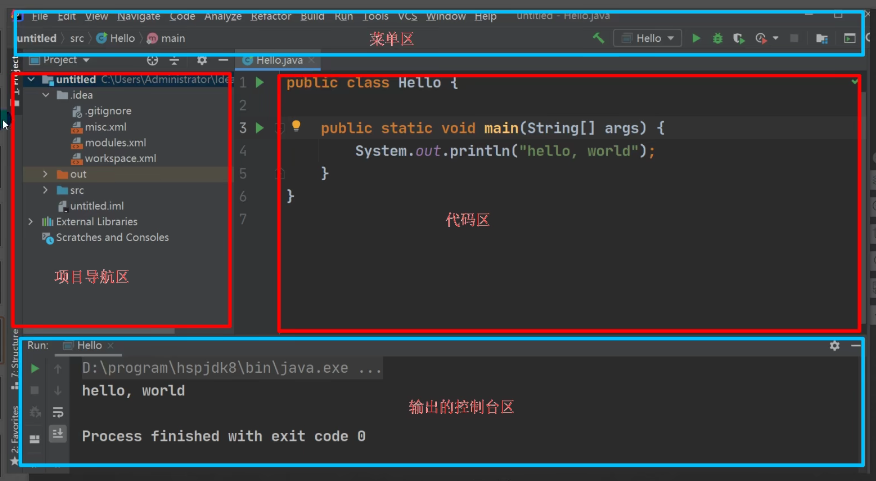 File Edit View Navigate Code Analyze Refactor Build Run Tools VCS Window Help untitled - Hello.java
untitled › src › Hello › main
菜单区
Hello
Project
Hello.java
1: Project
untitled C:\Users\Administrator\Ide
.idea
.gitignore
misc.xml
modules.xml
workspace.xml
out
src
untitled.iml
External Libraries
Scratches and Consoles
项目导航区
1 public class Hello {
2
3 public static void main(String[] args) {
4 System.out.println("hello, world");
5 }
6 }
7
代码区
7: Structure
2: Favorites
Run: Hello
D:\program\hspjdk8\bin\java.exe ...
hello, world
输出的控制台区
Process finished with exit code 0